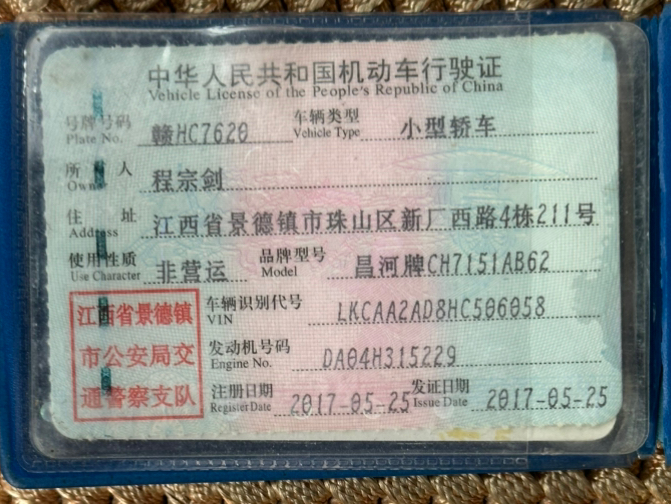 中华人民共和国机动车行驶证
Vehicle License of the People's Republic of China
号牌号码 赣HC7620 车辆类型 小型轿车
Plate No. Vehicle Type
所有人 程宗剑
Owner
住址 江西省景德镇市珠山区新厂西路4栋211号
Address
使用性质 非营运 品牌型号 昌河牌CH7151AB62
Use Character Model
江西省景德镇
市公安局交
通警察支队
车辆识别代号 LKCAA2AD8HC506058
VIN
发动机号码 DA04H315229
Engine No.
注册日期 2017-05-25 发证日期 2017-05-25
Register Date Issue Date